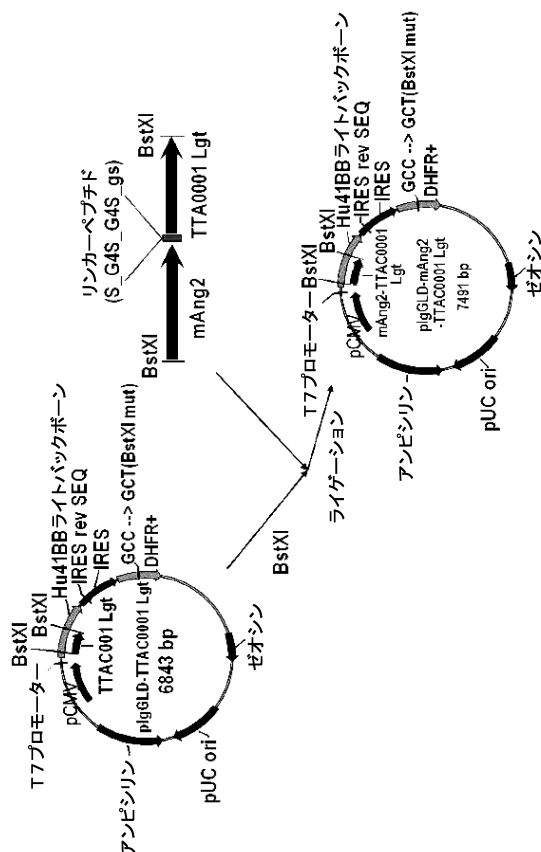 T7プロモーター
BstXI
BstXI
Hu41BBライトバックボーン
IRES rev SEQ
IRES
GCC --> GCT(BstXI mut)
DHFR+
pCMV
TTAC001 Lgt
pIgGLD-TTAC0001 Lgt
6843 bp
アンピシリン
pUC ori
ゼオシン
BstXI
ライゲーション
リンカーペプチド
(S_G4S_G4S_gs)
BstXI
BstXI
mAng2
TTA0001 Lgt
T7プロモーター
BstXI
BstXI
Hu41BBライトバックボーン
IRES rev SEQ
IRES
GCC --> GCT(BstXI mut)
DHFR+
pCMV
mAng2-TTAC0001
Lgt
pIgGLD-mAng2
-TTAC0001 Lgt
7491 bp
アンピシリン
pUC ori
ゼオシン